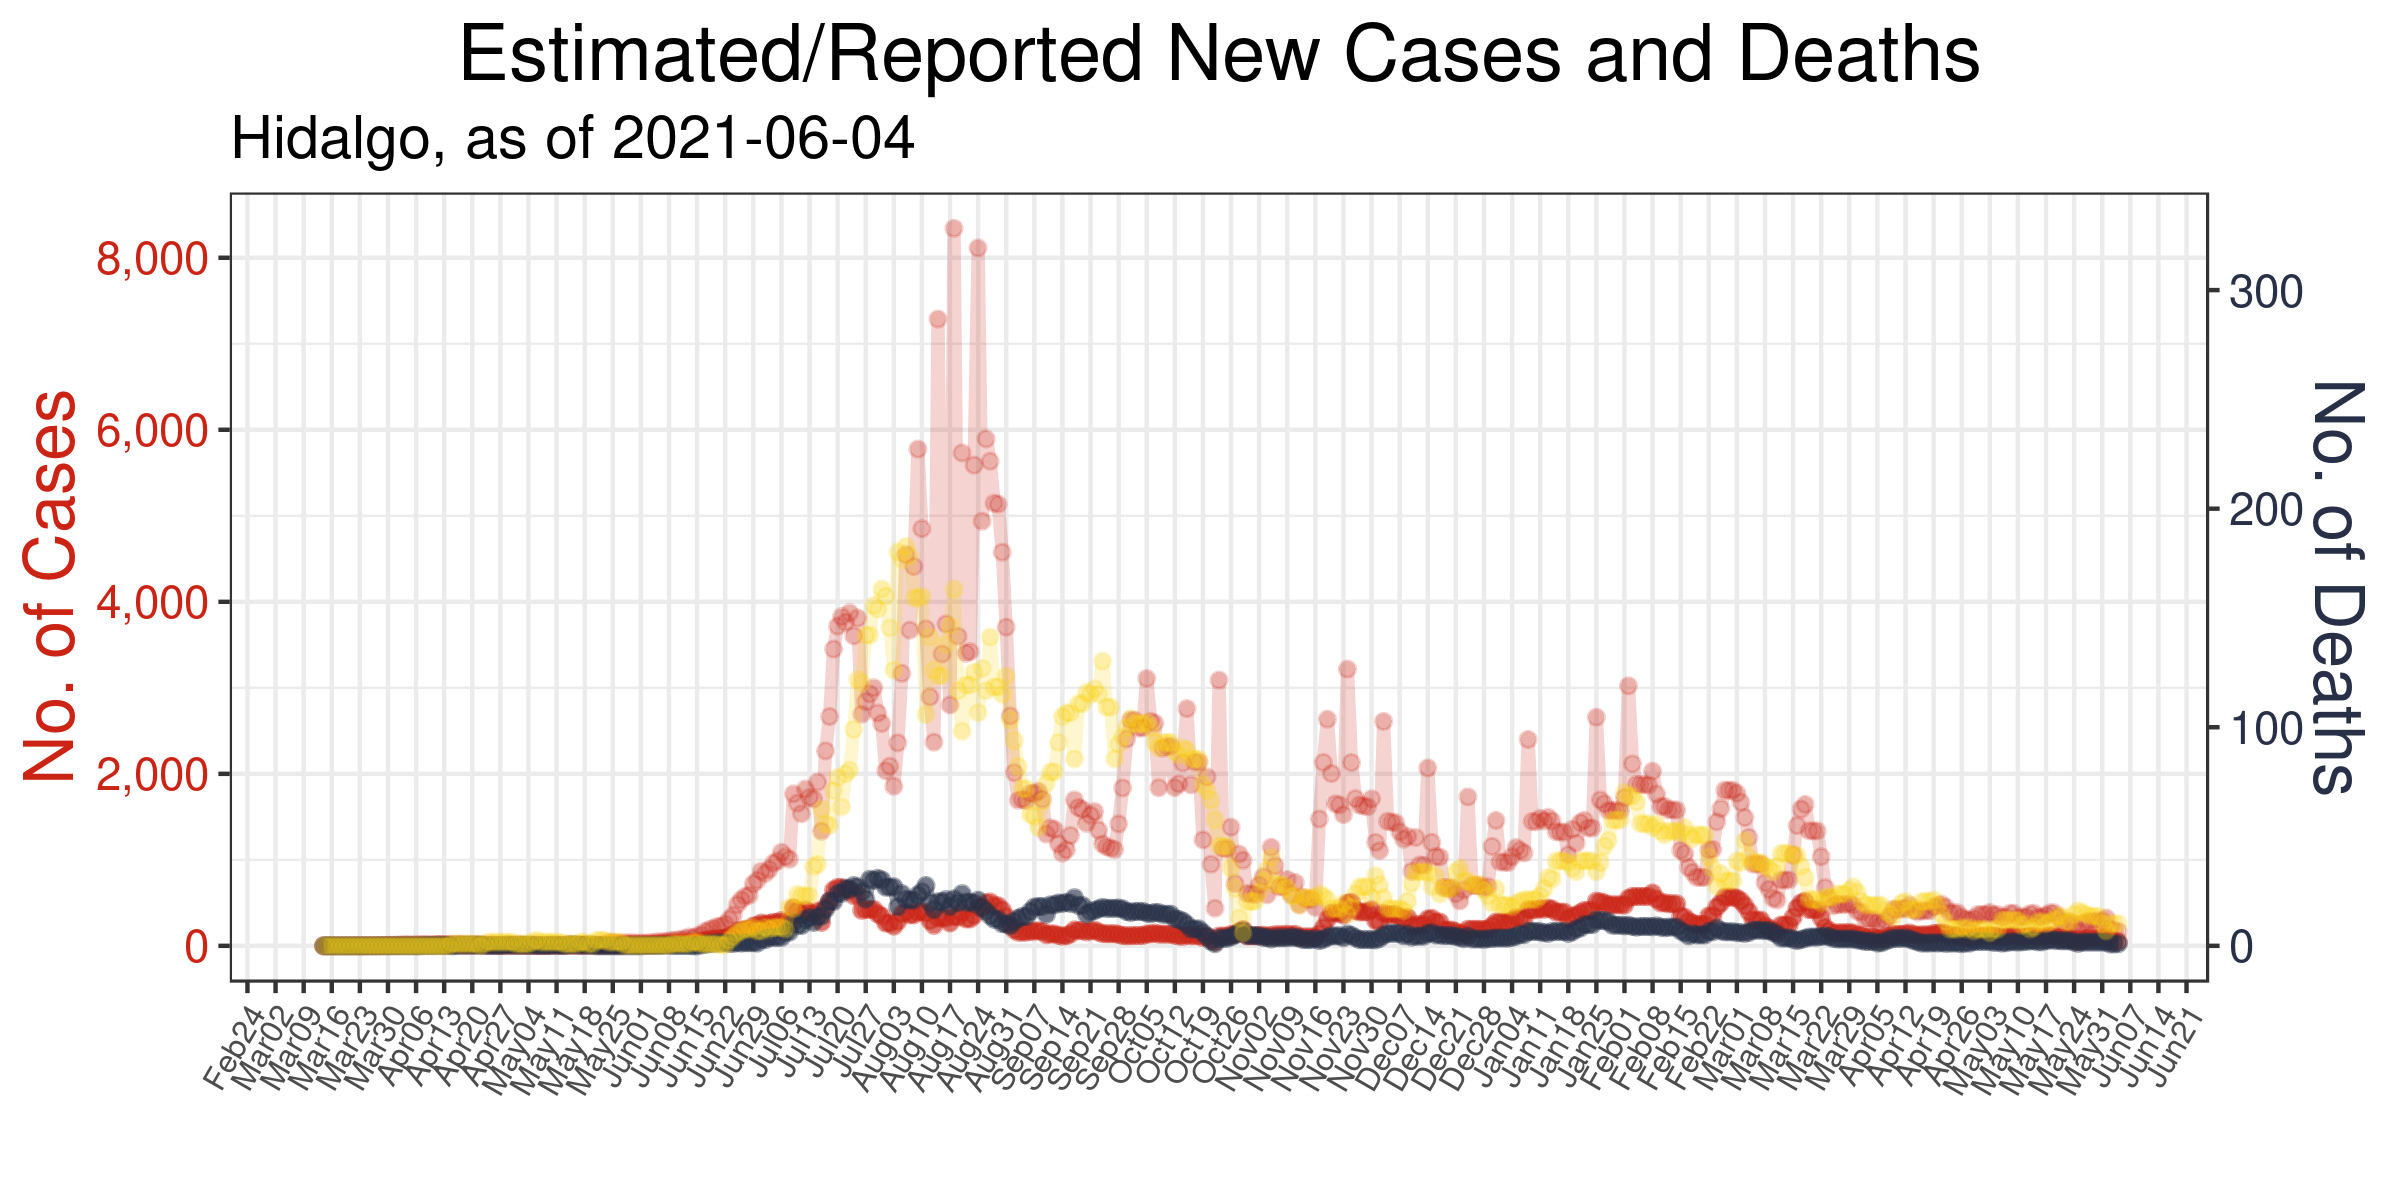 Estimated/Reported New Cases and Deaths
Hidalgo, as of 2021-06-04
No. of Cases
8,000
6,000
4,000
2,000
0
300
200
100
0
No. of Deaths
Feb24
Mar02
Mar09
Mar16
Mar23
Mar30
Apr06
Apr13
Apr20
Apr27
May04
May11
May18
May25
Jun01
Jun08
Jun15
Jun22
Jun29
Jul06
Jul13
Jul20
Jul27
Aug03
Aug10
Aug17
Aug24
Aug31
Sep07
Sep14
Sep21
Sep28
Oct05
Oct12
Oct19
Oct26
Nov02
Nov09
Nov16
Nov23
Nov30
Dec07
Dec14
Dec21
Dec28
Jan04
Jan11
Jan18
Jan25
Feb01
Feb08
Feb15
Feb22
Mar01
Mar08
Mar15
Mar22
Mar29
Apr05
Apr12
Apr19
Apr26
May03
May10
May17
May24
May31
Jun07
Jun14
Jun21